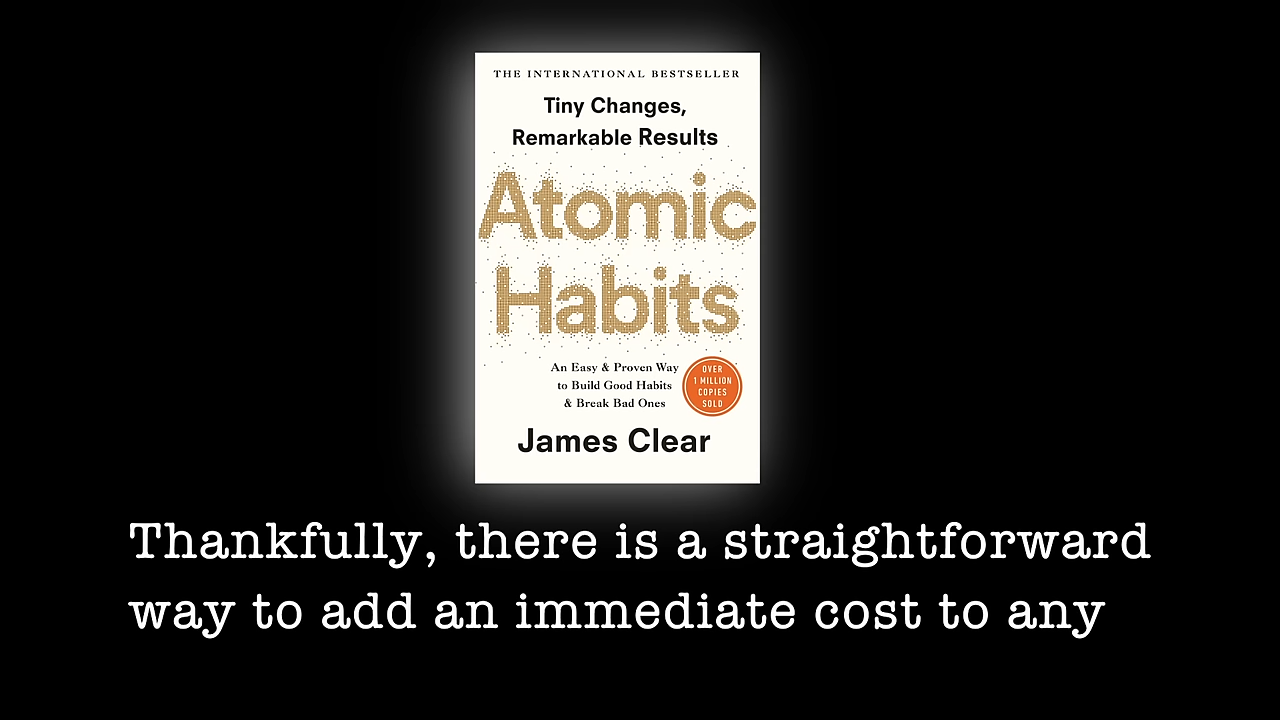 THE INTERNATIONAL BESTSELLER
Tiny Changes,
Remarkable Results
Atomic
Habits
An Easy & Proven Way
to Build Good Habits
& Break Bad Ones
OVER
1 MILLION
COPIES
SOLD
James Clear
Thankfully, there is a straightforward
way to add an immediate cost to any